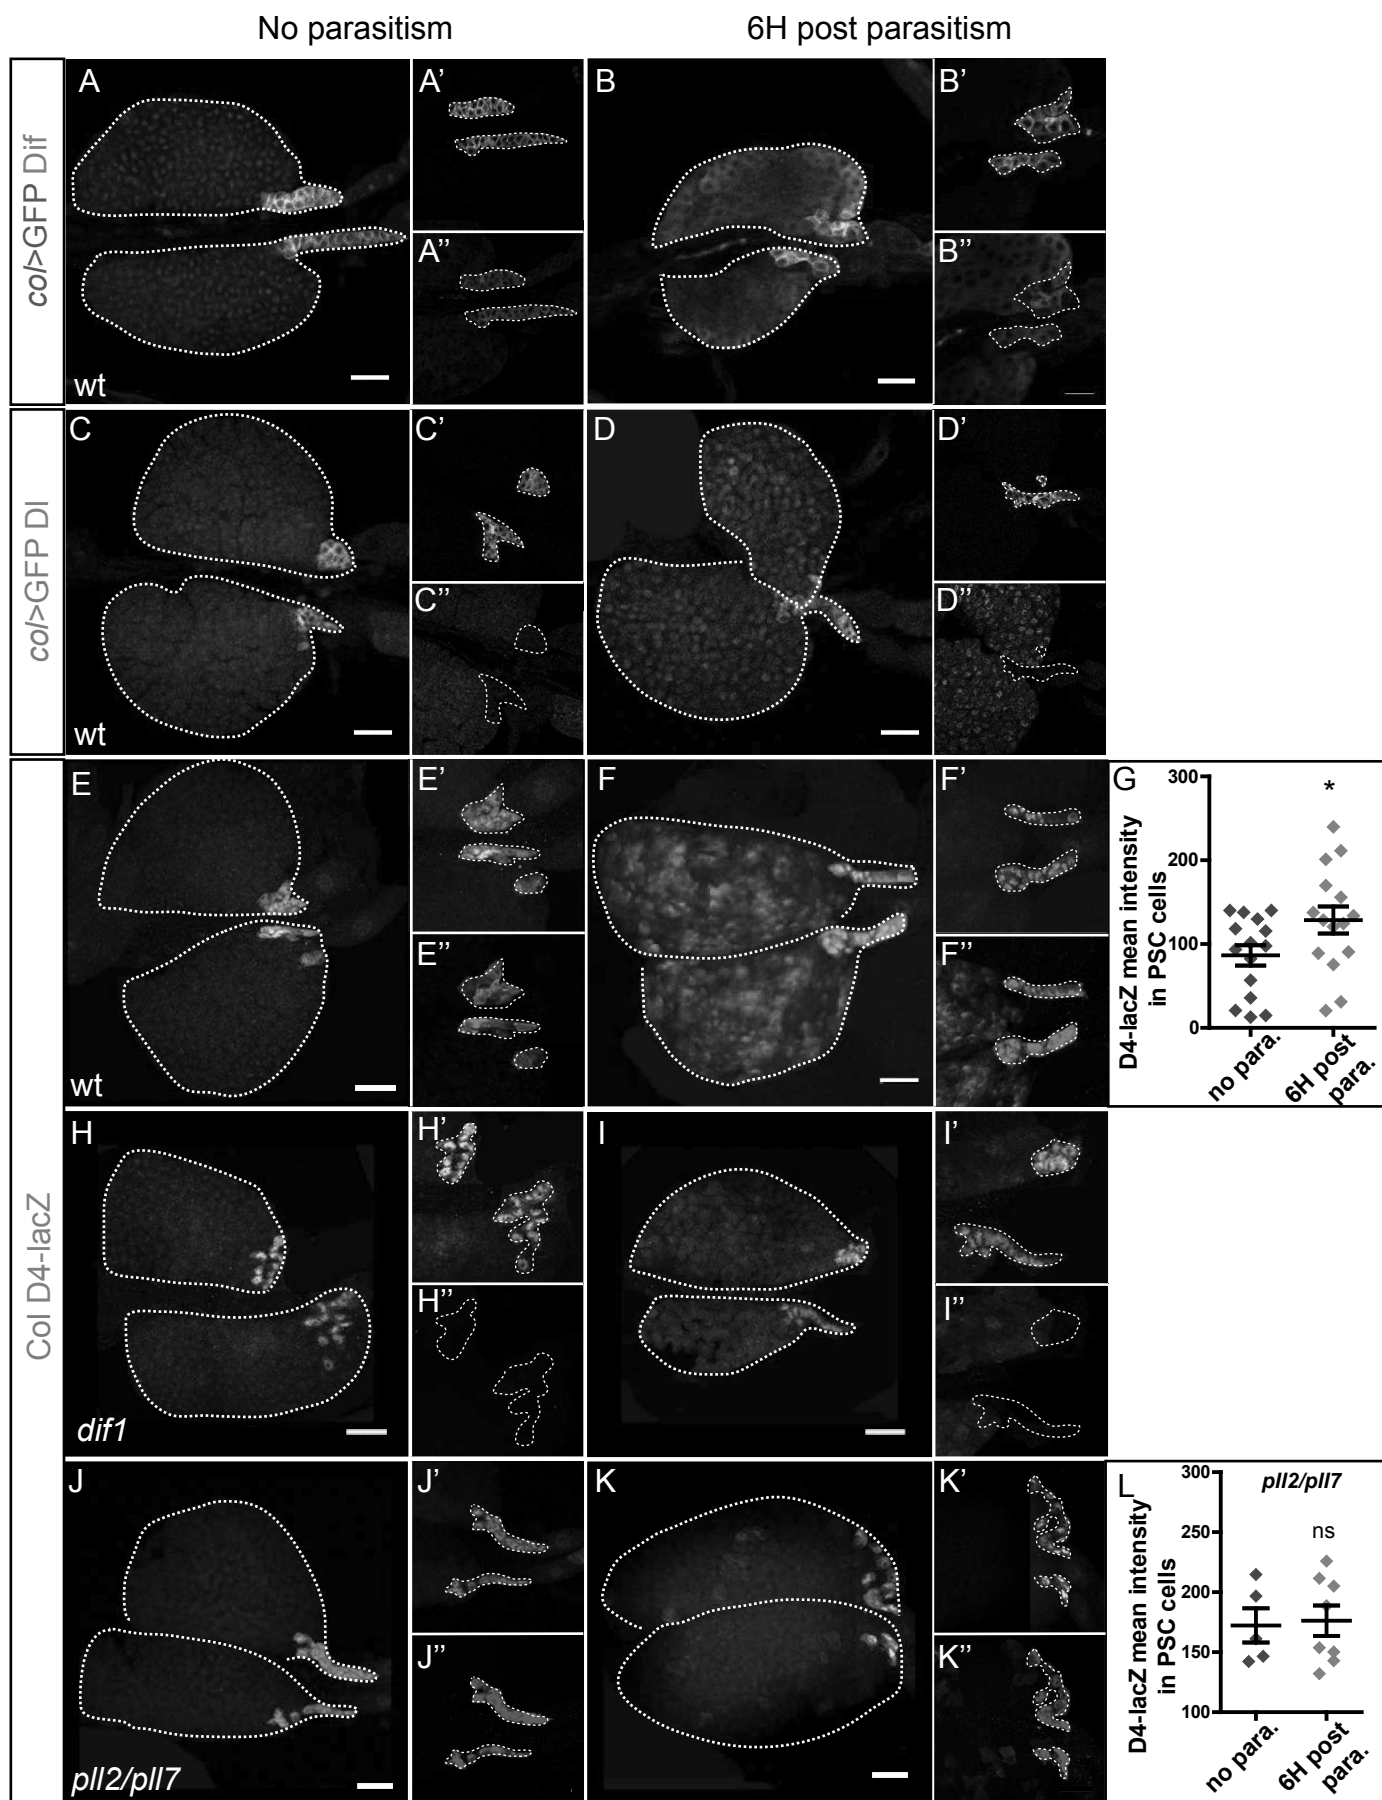 No parasitism
6H post parasitism
col>GFP Dif
A
A’
A’’
wt
B
B’
B’’
col>GFP Dl
C
C’
C’’
wt
D
D’
D’’
Col D4-lacZ
E
E’
E’’
wt
F
F’
F’’
G
D4-lacZ mean intensity
in PSC cells
300
200
100
0
*
no para.
6H post
para.
H
H’
H’’
dif1
I
I’
I’’
J
J’
J’’
pll2/pll7
K
K’
K’’
L
pll2/pll7
D4-lacZ mean intensity
in PSC cells
300
250
200
150
100
ns
no para.
6H post
para.